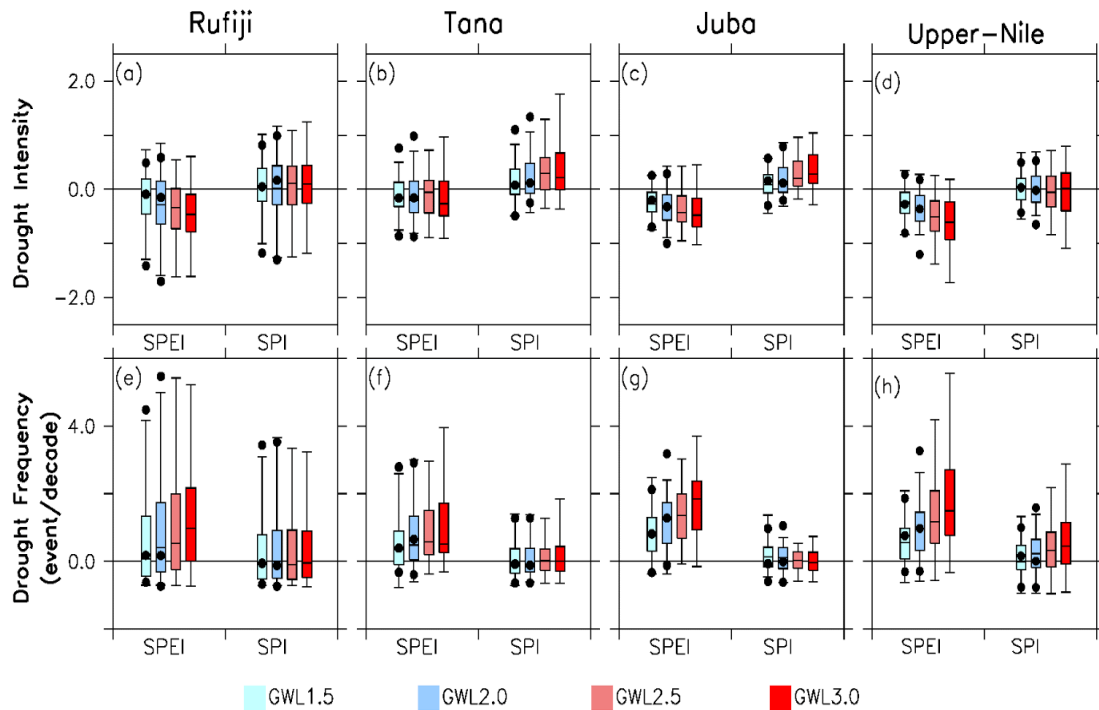 Rufiji Tana Juba Upper-Nile
(a) (b) (c) (d)
Drought Intensity
2.0
0.0
-2.0
SPEI SPI SPEI SPI SPEI SPI SPEI SPI
(e) (f) (g) (h)
Drought Frequency
(event/decade)
4.0
0.0
SPEI SPI SPEI SPI SPEI SPI SPEI SPI
GWL1.5 GWL2.0 GWL2.5 GWL3.0